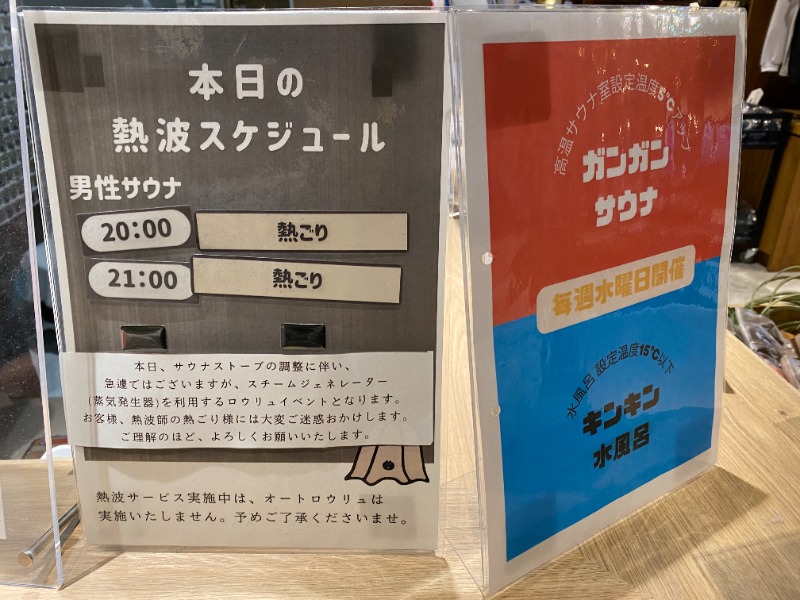 本日の
熱波スケジュール
男性サウナ
20:00 熱ごり
21:00 熱ごり
本日、サウナストーブの調整に伴い、
急遽ではございますが、スチームジェネレーター
(蒸気発生器)を利用するロウリュイベントとなります。
お客様、熱波師の熱ごり様には大変ご迷惑おかけします。
ご理解のほど、よろしくお願いいたします。
熱波サービス実施中は、オートロウリュは
実施いたしません。予めご了承くださいませ。
高温サウナ室設定温度5℃アップ
ガンガン
サウナ
毎週水曜日開催
水風呂 設定温度15℃以下
キンキン
水風呂